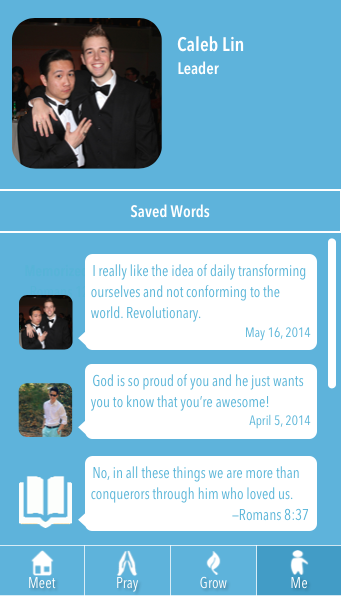 Caleb Lin
Leader
Saved Words
I really like the idea of daily transforming
ourselves and not conforming to the
world. Revolutionary.
May 16, 2014
God is so proud of you and he just wants
you to know that you're awesome!
April 5, 2014
No, in all these things we are more than
conquerors through him who loved us.
–Romans 8:37
Meet
Pray
Grow
Me